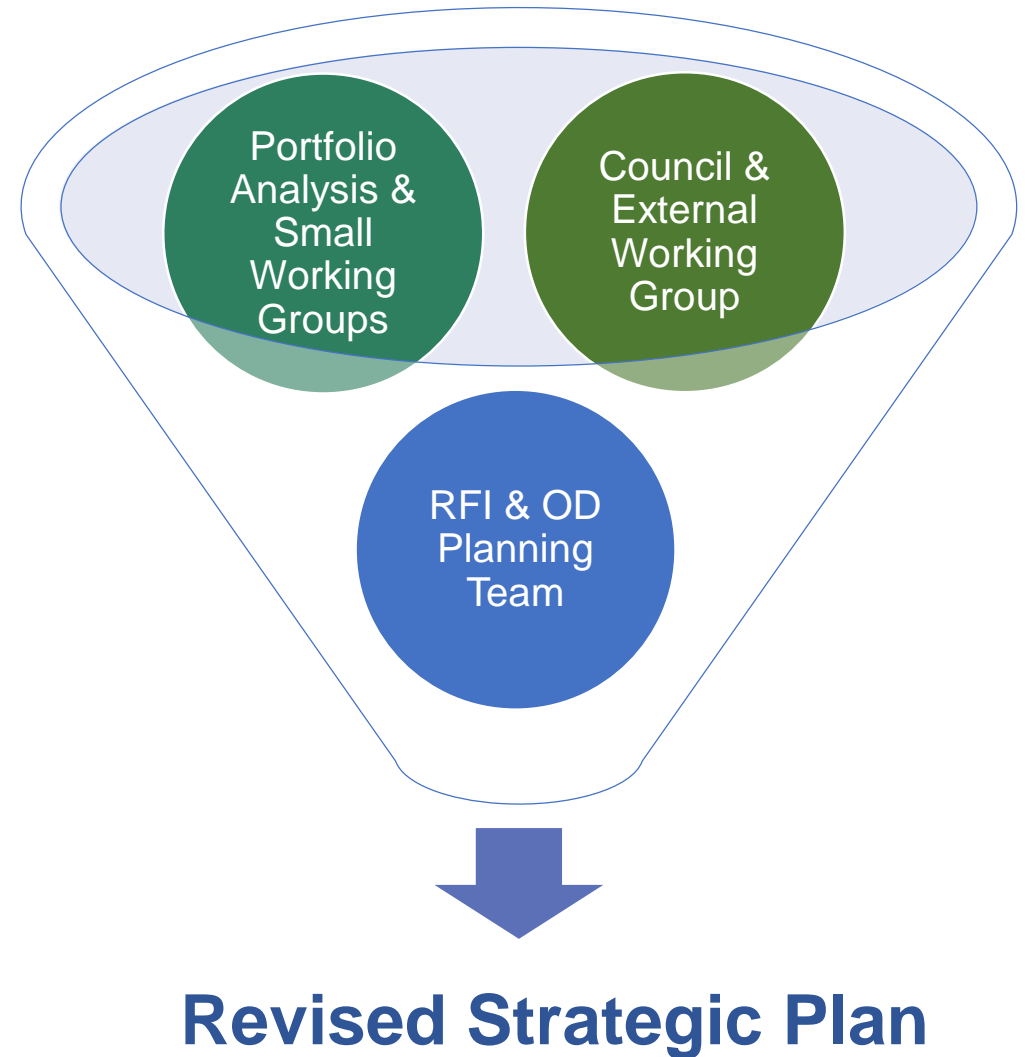 Portfolio
Analysis &
Small
Working
Groups
Council &
External
Working
Group
RFI & OD
Planning
Team
Revised Strategic Plan